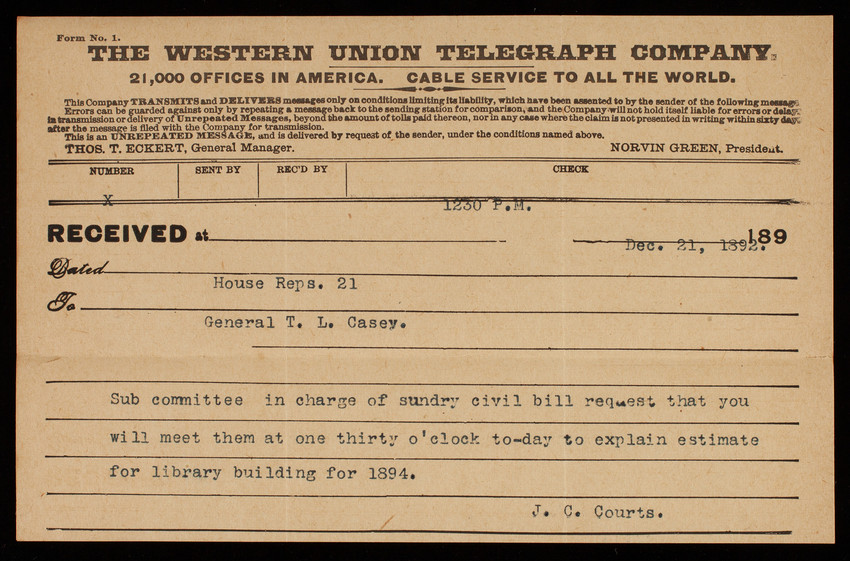 Form No. 1.
THE WESTERN UNION TELEGRAPH COMPANY.
21,000 OFFICES IN AMERICA. CABLE SERVICE TO ALL THE WORLD.
This Company TRANSMITS and DELIVERS messages only on conditions limiting its liability, which have been assented to by the sender of the following message.
Errors can be guarded against only by repeating a message back to the sending station for comparison, and the Company will not hold itself liable for errors or delays
in transmission or delivery of Unrepeated Messages, beyond the amount of tolls paid thereon, nor in any case where the claim is not presented in writing within sixty days
after the message is filed with the Company for transmission.
This is an UNREPEATED MESSAGE, and is delivered by request of the sender, under the conditions named above.
THOS. T. ECKERT, General Manager. NORVIN GREEN, President.
NUMBER SENT BY REC'D BY CHECK
X 1230 P.M.
RECEIVED at 189
Dec. 21, 1892.
Dated
House Reps. 21
To
General T. L. Casey.
Sub committee in charge of sundry civil bill request that you
will meet them at one thirty o'clock to-day to explain estimate
for library building for 1894.
J. C. Courts.